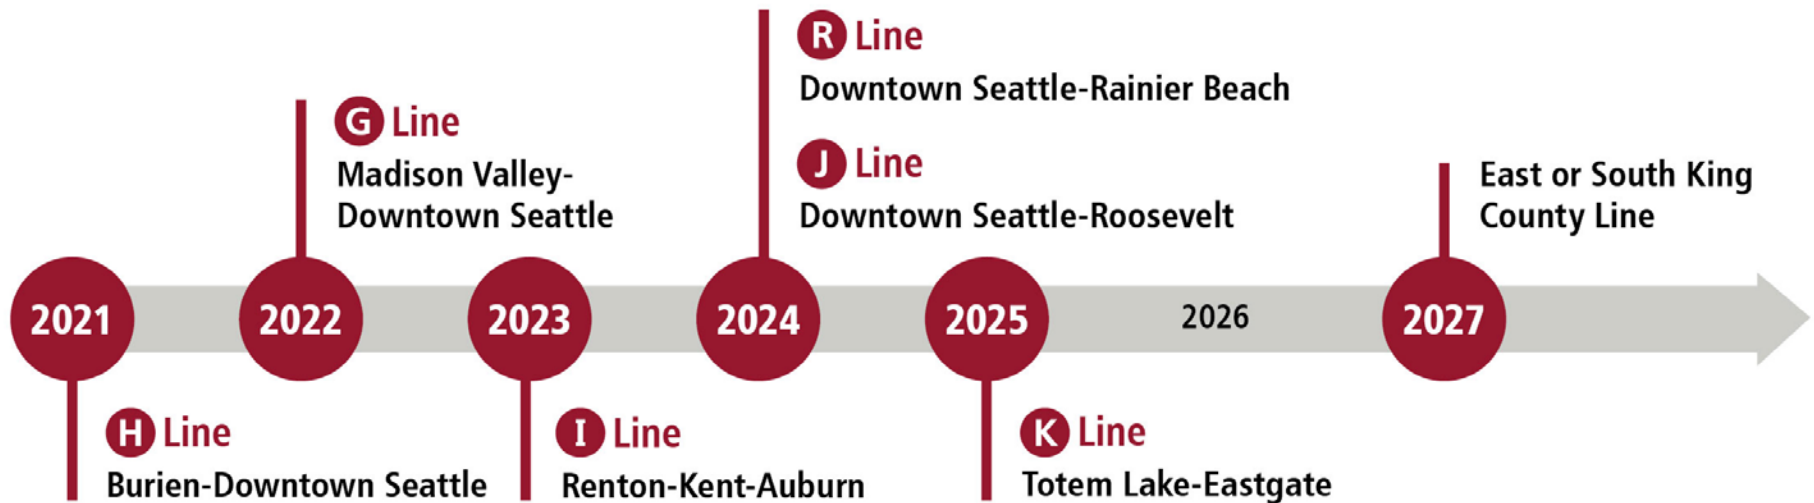 R Line
Downtown Seattle-Rainier Beach
G Line
Madison Valley-
Downtown Seattle
J Line
Downtown Seattle-Roosevelt
East or South King
County Line
2021
2022
2023
2024
2025
2026
2027
H Line
Burien-Downtown Seattle
I Line
Renton-Kent-Auburn
K Line
Totem Lake-Eastgate